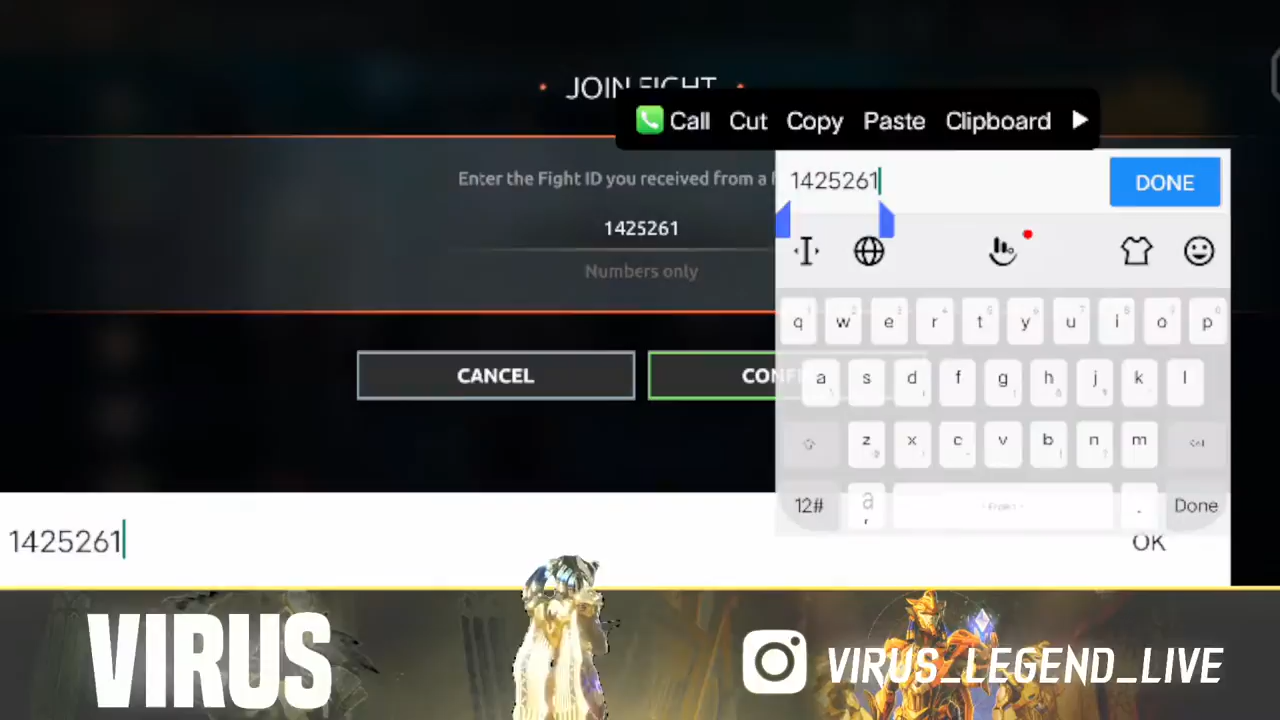 JOIN FIGHT
Call Cut Copy Paste Clipboard
Enter the Fight ID you received from a
1425261
DONE
1425261
Numbers only
q w e r t y u i o p
CANCEL
a s d f g h j k l
z x c v b n m
12# a . Done
1425261
OK
VIRUS
VIRUS_LEGEND_LIVE